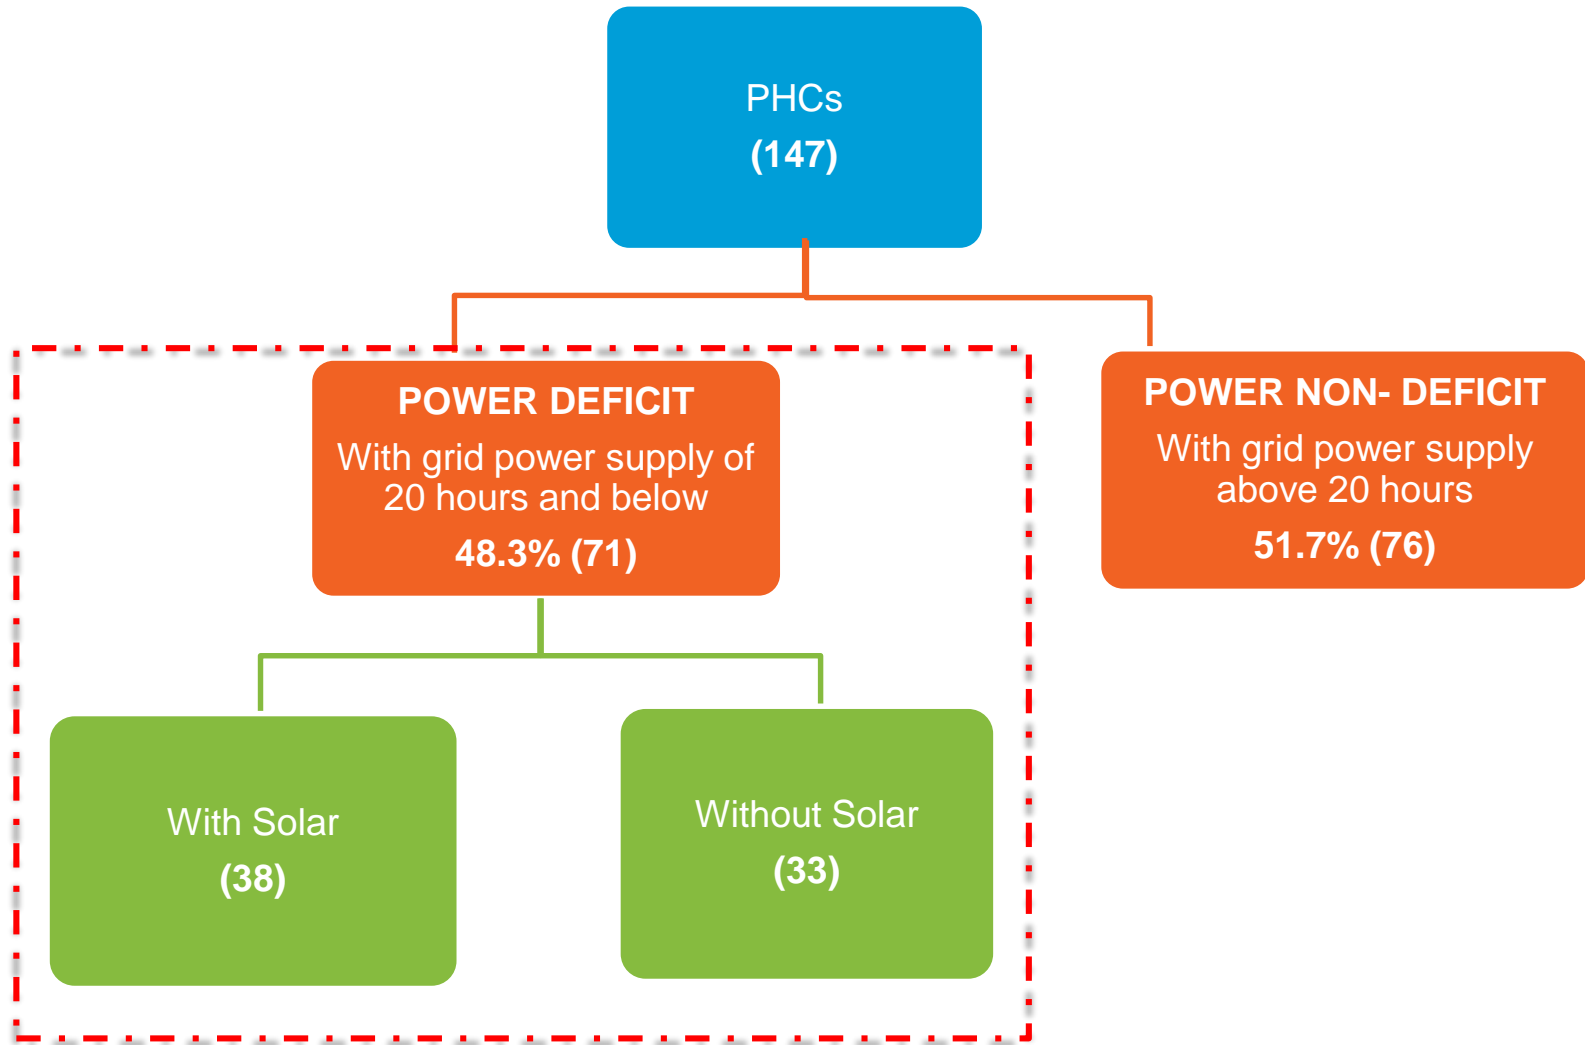 PHCs
(147)
POWER DEFICIT
With grid power supply of
20 hours and below
48.3% (71)
POWER NON- DEFICIT
With grid power supply
above 20 hours
51.7% (76)
With Solar
(38)
Without Solar
(33)